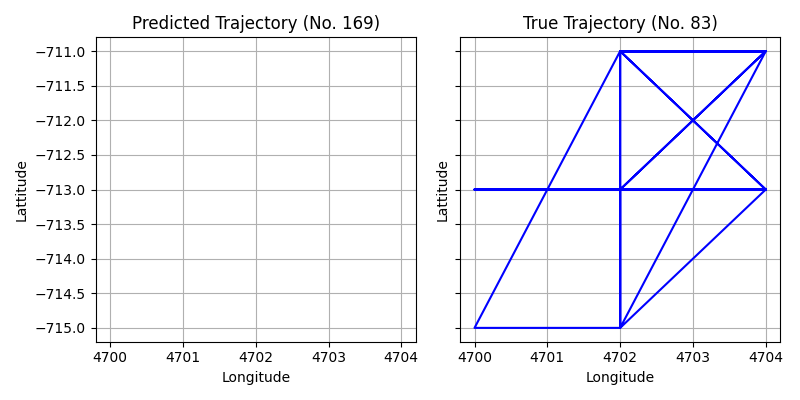 Predicted Trajectory (No. 169)
True Trajectory (No. 83)
Lattitude
−711.0
−711.5
−712.0
−712.5
−713.0
−713.5
−714.0
−714.5
−715.0
4700 4701 4702 4703 4704
Longitude
Lattitude
4700 4701 4702 4703 4704
Longitude